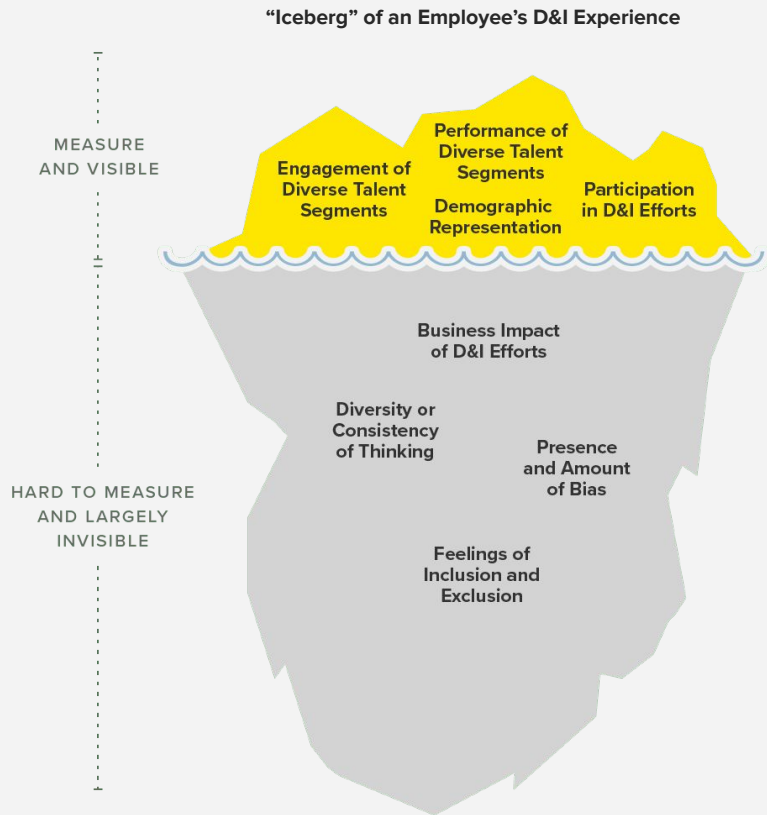 “Iceberg” of an Employee’s D&I Experience
MEASURE
AND VISIBLE
Engagement of
Diverse Talent
Segments
Performance of
Diverse Talent
Segments
Demographic
Representation
Participation
in D&I Efforts
HARD TO MEASURE
AND LARGELY
INVISIBLE
Business Impact
of D&I Efforts
Diversity or
Consistency
of Thinking
Presence
and Amount
of Bias
Feelings of
Inclusion and
Exclusion